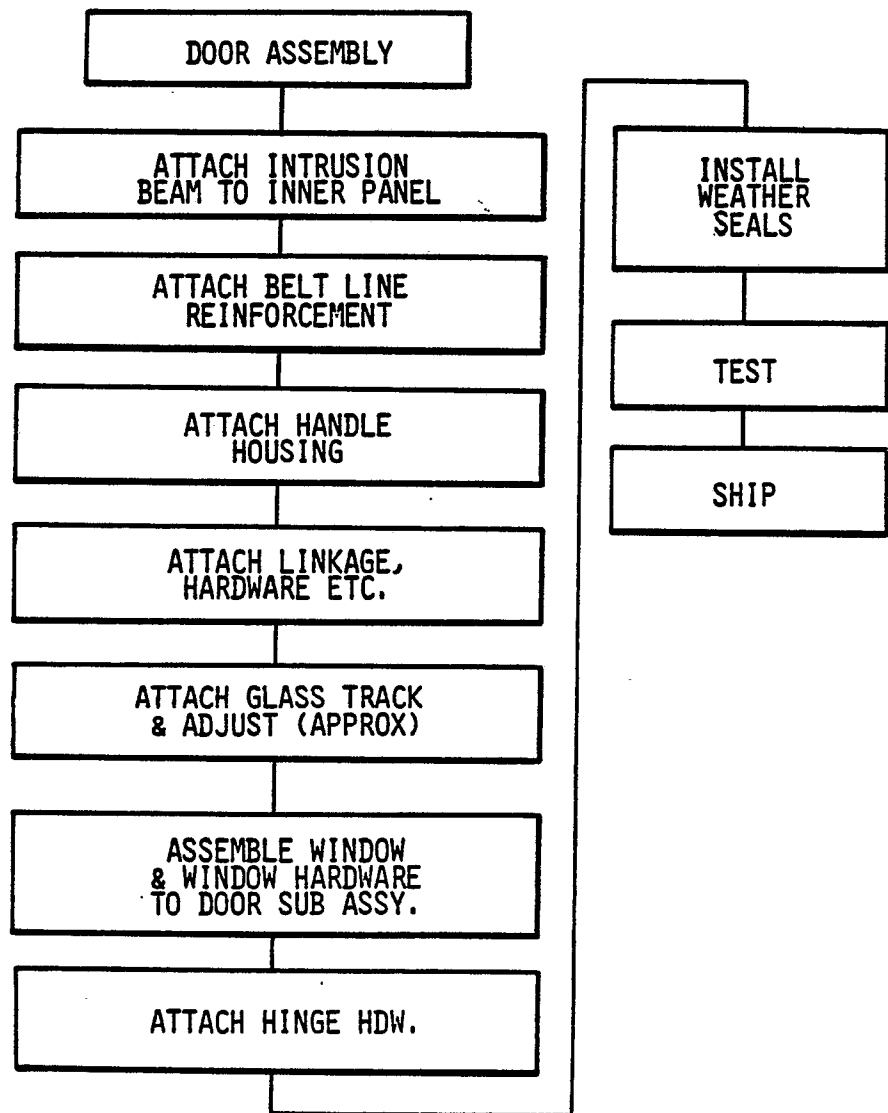 DOOR ASSEMBLY
ATTACH INTRUSION
BEAM TO INNER PANEL
ATTACH BELT LINE
REINFORCEMENT
ATTACH HANDLE
HOUSING
ATTACH LINKAGE,
HARDWARE ETC.
ATTACH GLASS TRACK
& ADJUST (APPROX)
ASSEMBLE WINDOW
& WINDOW HARDWARE
TO DOOR SUB ASSY.
ATTACH HINGE HDW.
INSTALL
WEATHER
SEALS
TEST
SHIP